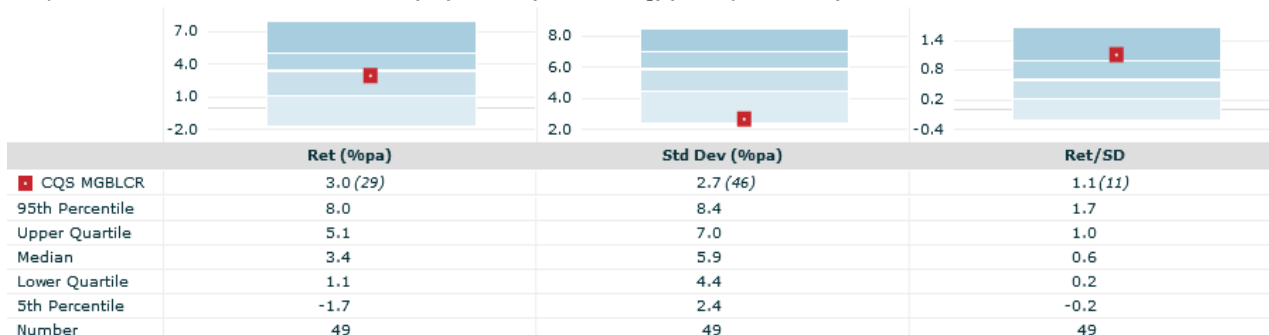 7.0
4.0
1.0
-2.0
8.0
6.0
4.0
2.0
1.4
0.8
0.2
-0.4
Ret (%pa) Std Dev (%pa) Ret/SD
CQS MGBLCR 3.0 (29) 2.7 (46) 1.1 (11)
95th Percentile 8.0 8.4 1.7
Upper Quartile 5.1 7.0 1.0
Median 3.4 5.9 0.6
Lower Quartile 1.1 4.4 0.2
5th Percentile -1.7 2.4 -0.2
Number 49 49 49